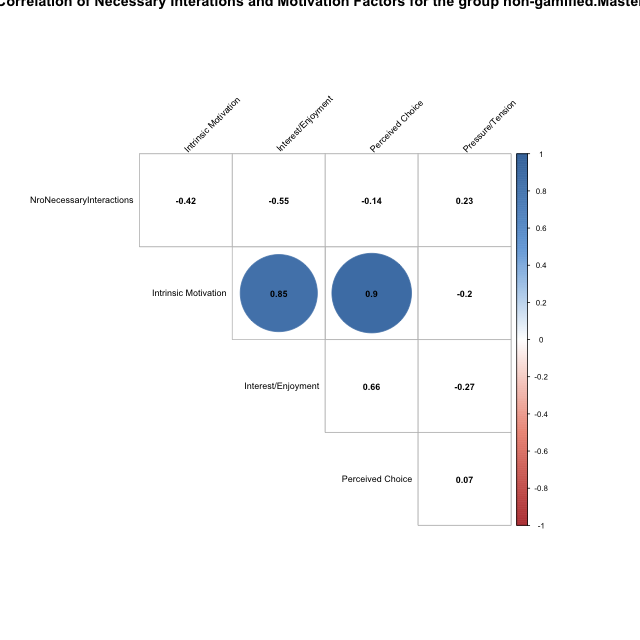 Correlation of Necessary Interations and Motivation Factors for the group non-gamified.Master
Intrinsic Motivation
Interest/Enjoyment
Perceived Choice
Pressure/Tension
NroNecessaryInteractions -0.42 -0.55 -0.14 0.23
Intrinsic Motivation 0.85 0.9 -0.2
Interest/Enjoyment 0.66 -0.27
Perceived Choice 0.07
1
0.8
0.6
0.4
0.2
0
-0.2
-0.4
-0.6
-0.8
-1